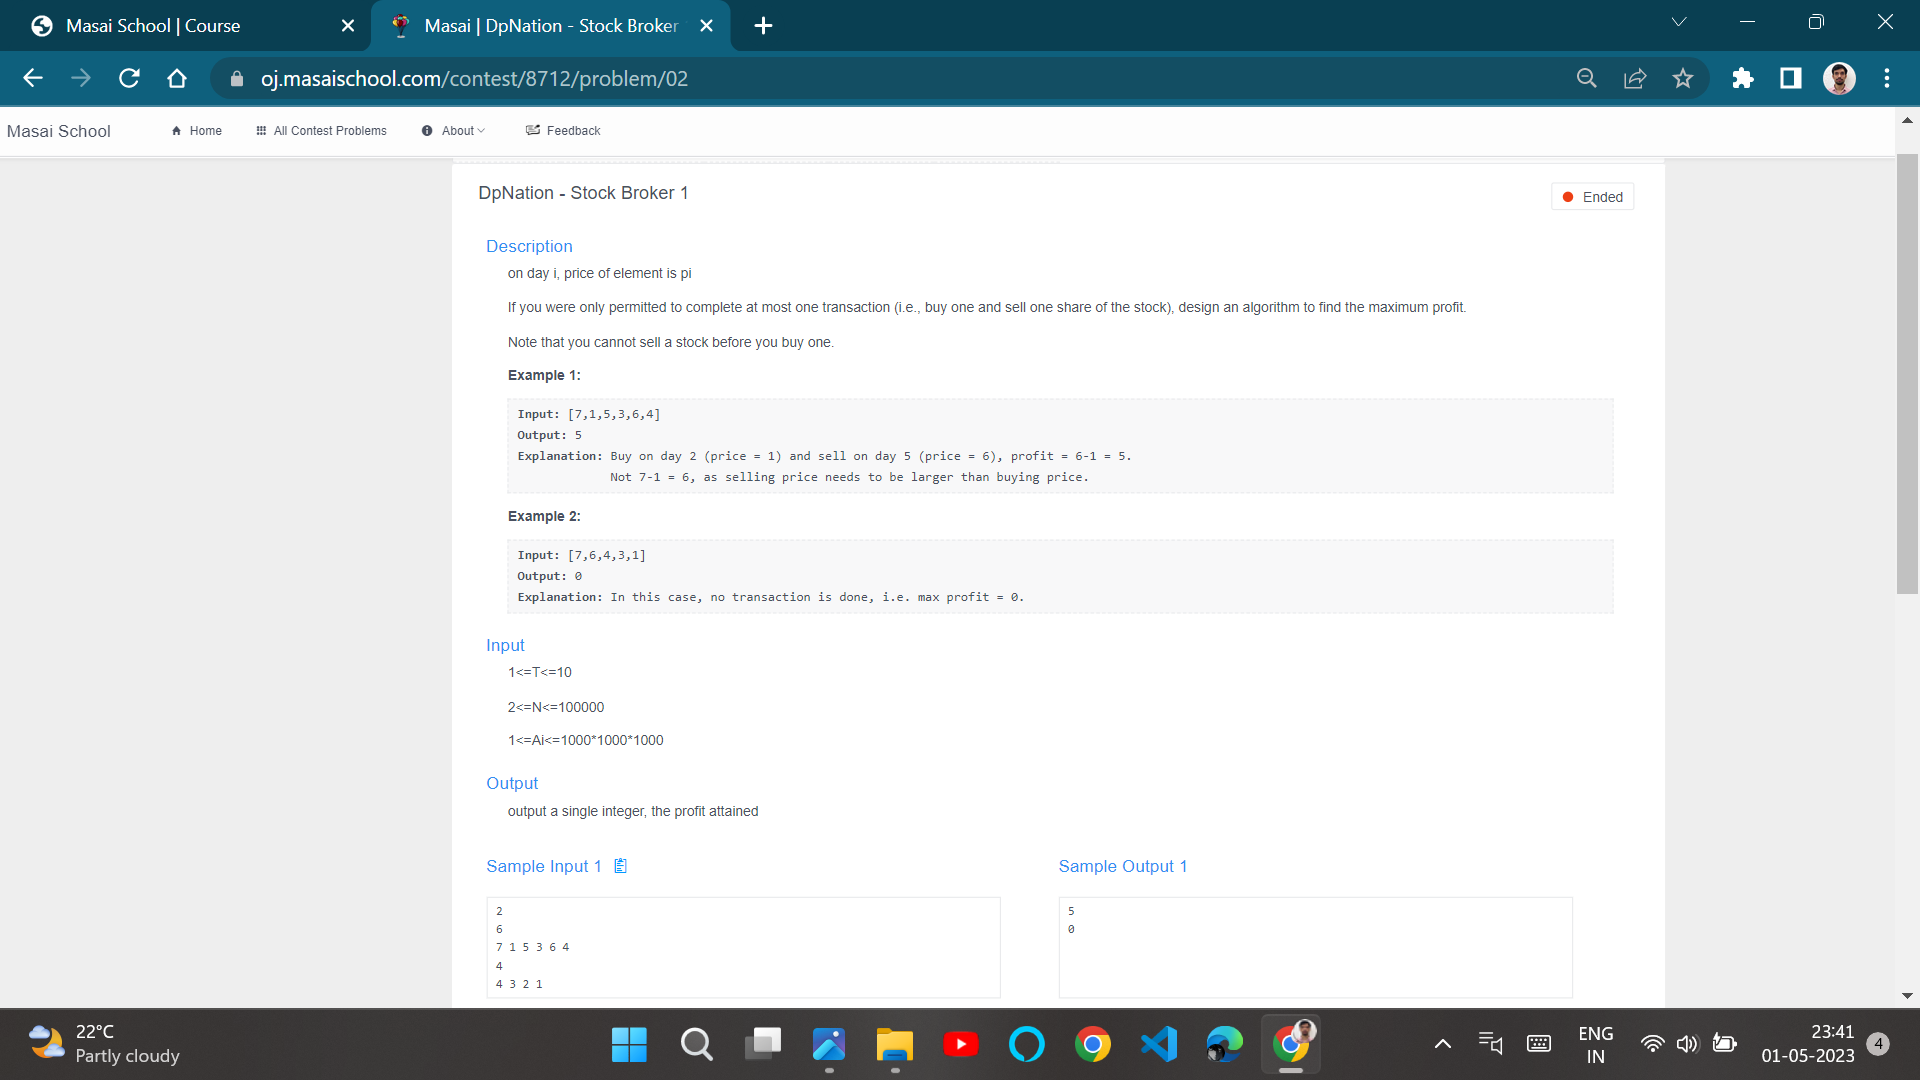 Masai School | Course
Masai | DpNation - Stock Broker
oj.masaischool.com/contest/8712/problem/02
Masai School
Home
All Contest Problems
About
Feedback
DpNation - Stock Broker 1
Ended
Description
on day i, price of element is pi
If you were only permitted to complete at most one transaction (i.e., buy one and sell one share of the stock), design an algorithm to find the maximum profit.
Note that you cannot sell a stock before you buy one.
Example 1:
Input: [7,1,5,3,6,4]
Output: 5
Explanation: Buy on day 2 (price = 1) and sell on day 5 (price = 6), profit = 6-1 = 5.
Not 7-1 = 6, as selling price needs to be larger than buying price.
Example 2:
Input: [7,6,4,3,1]
Output: 0
Explanation: In this case, no transaction is done, i.e. max profit = 0.
Input
1<=T<=10
2<=N<=100000
1<=Ai<=1000*1000*1000
Output
output a single integer, the profit attained
Sample Input 1
2
6
7 1 5 3 6 4
4
4 3 2 1
Sample Output 1
5
0
22°C
Partly cloudy
ENG
IN
23:41
01-05-2023
4